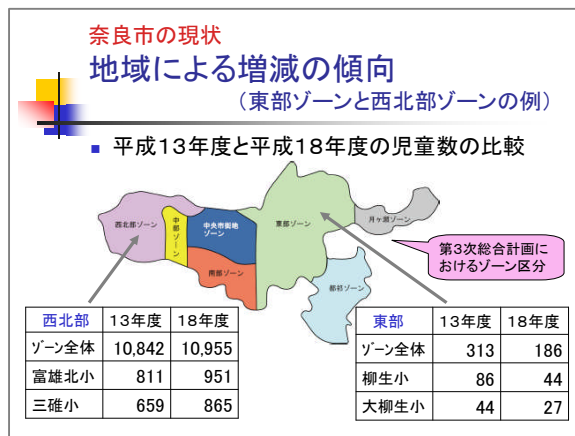 奈良市の現状
地域による増減の傾向
（東部ゾーンと西北部ゾーンの例）
■ 平成13年度と平成18年度の児童数の比較
西北部ゾーン
中部ゾーン
中央市街地
ゾーン
東部ゾーン
月ヶ瀬ゾーン
南部ゾーン
都祁ゾーン
第3次総合計画に
おけるゾーン区分
西北部 13年度 18年度
ｿﾞｰﾝ全体 10,842 10,955
富雄北小 811 951
三碓小 659 865
東部 13年度 18年度
ｿﾞｰﾝ全体 313 186
柳生小 86 44
大柳生小 44 27